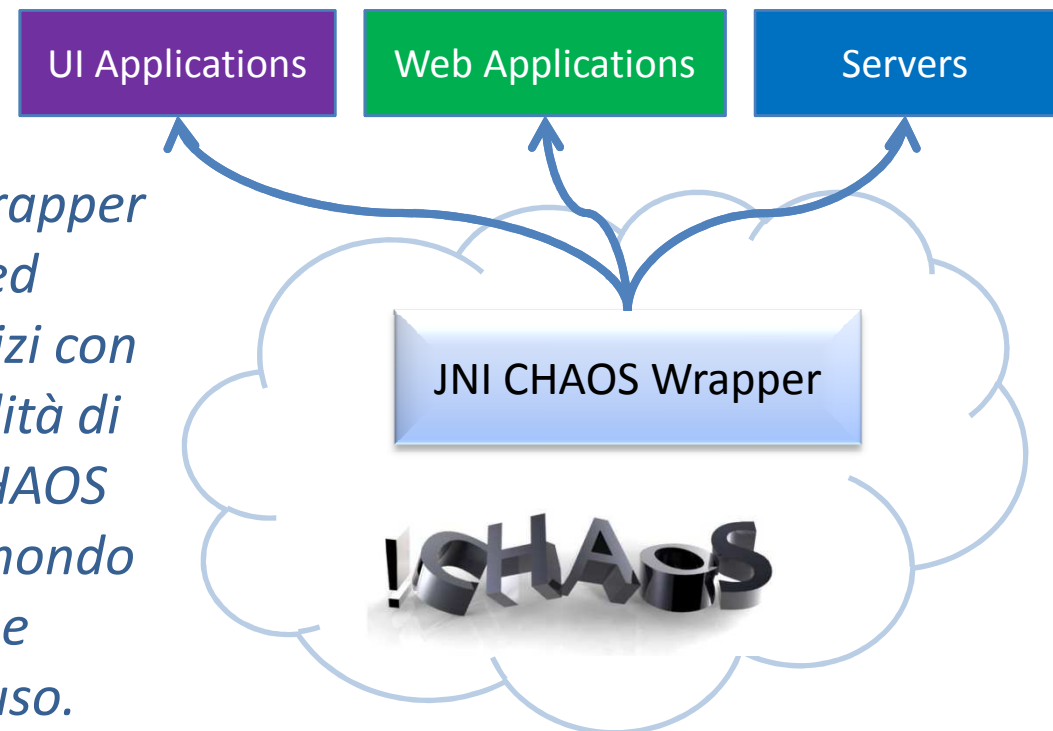 UI Applications
Web Applications
Servers
rapper
ed
izi con
lità di
HAOS
mondo
e
uso.
JNI CHAOS Wrapper
!CHAOS